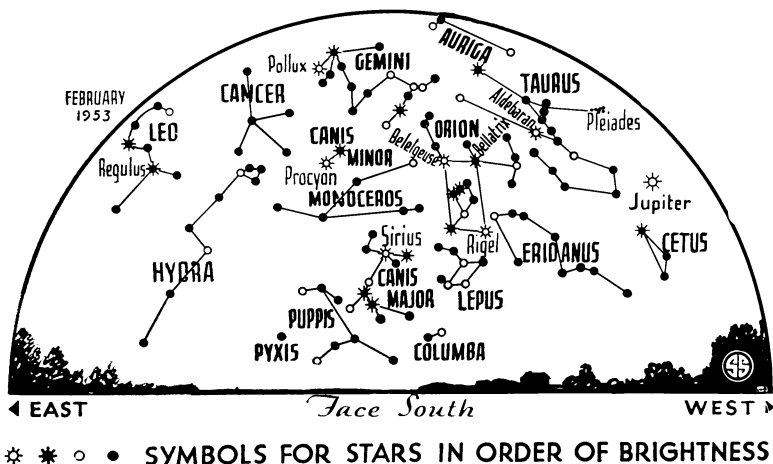 AURIGA
Pollux
GEMINI
TAURUS
CANCER
FEBRUARY
1953
LEO
Aldebaran
Pleiades
CANIS
MINOR
ORION
Betelgeuse
Bellatrix
Regulus
Procyon
MONOCEROS
Jupiter
Sirius
Rigel
ERIDANUS
CETUS
HYDRA
CANIS
MAJOR
LEPUS
PUPPIS
PYXIS
COLUMBA
SS
EAST
Face South
WEST
SYMBOLS FOR STARS IN ORDER OF BRIGHTNESS